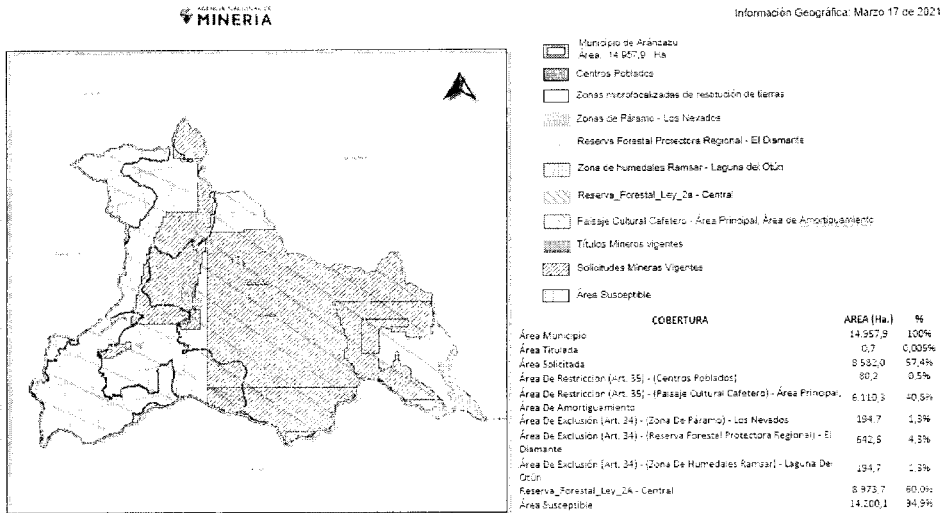 AGENCIA NACIONAL DE
MINERÍA
Información Geográfica: Marzo 17 de 2021
Municipio de Aránzazu
Área: 14.957,9 Ha
Centros Poblados
Zonas microfocalizadas de restitución de tierras
Zonas de Páramo - Los Nevados
Reserva Forestal Protectora Regional - El Diamante
Zona de humedales Ramsar - Laguna del Otún
Reserva_Forestal_Ley_2a - Central
Paisaje Cultural Cafetero - Área Principal, Área de Amortiguamiento
Títulos Mineros vigentes
Solicitudes Mineras Vigentes
Área Susceptible
COBERTURA AREA (Ha.) %
Área Municipio 14.957,9 100%
Área Titulada 0,7 0,005%
Área Solicitada 8.582,0 57,4%
Área De Restricción (Art. 35) - (Centros Poblados) 80,2 0,5%
Área De Restricción (Art. 35) - (Paisaje Cultural Cafetero) - Área Principal, 6.110,3 40,8%
Área De Amortiguamiento
Área De Exclusión (Art. 34) - (Zona De Páramo) - Los Nevados 194,7 1,3%
Área De Exclusión (Art. 34) - (Reserva Forestal Protectora Regional) - El 642,6 4,3%
Diamante
Área De Exclusión (Art. 34) - (Zona De Humedales Ramsar) - Laguna Del 194,7 1,3%
Otún
Reserva_Forestal_Ley_2A - Central 8.973,7 60,0%
Área Susceptible 14.200,1 94,9%